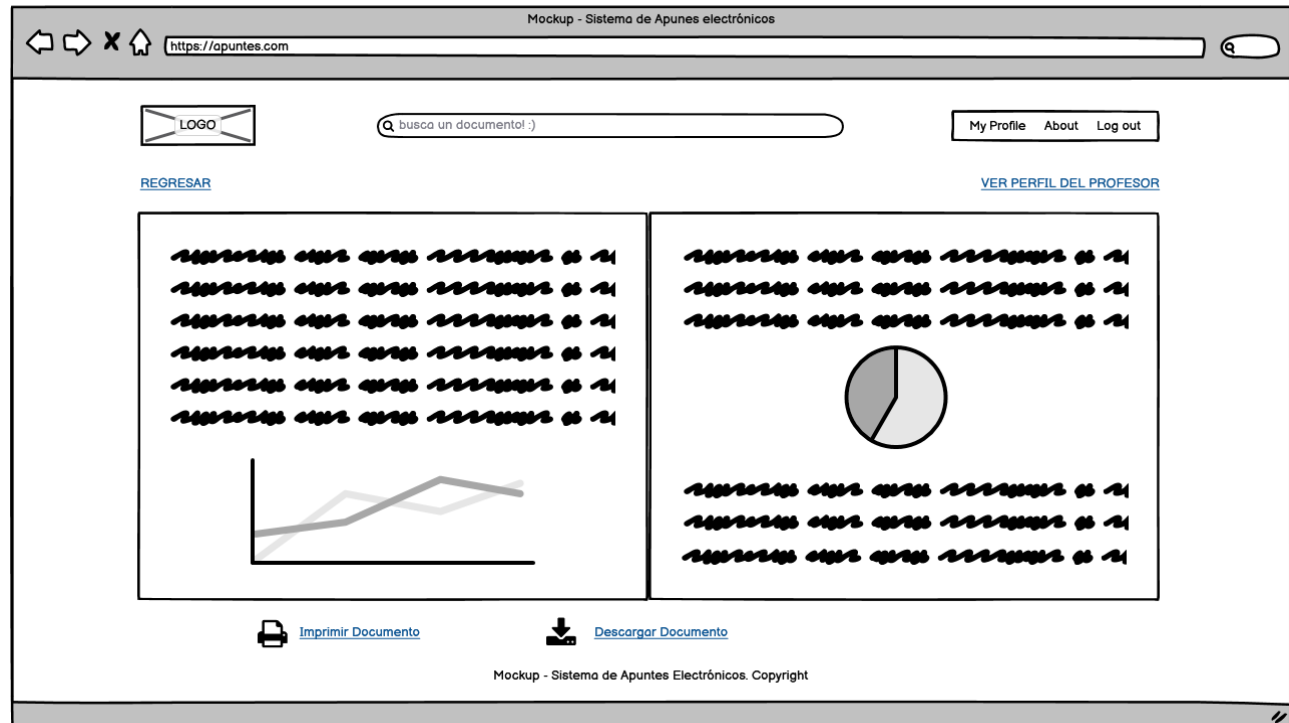 Mockup - Sistema de Apunes electrónicos
https://apuntes.com
LOGO
busca un documento! :)
My Profile About Log out
REGRESAR
VER PERFIL DEL PROFESOR
Imprimir Documento
Descargar Documento
Mockup - Sistema de Apuntes Electrónicos. Copyright